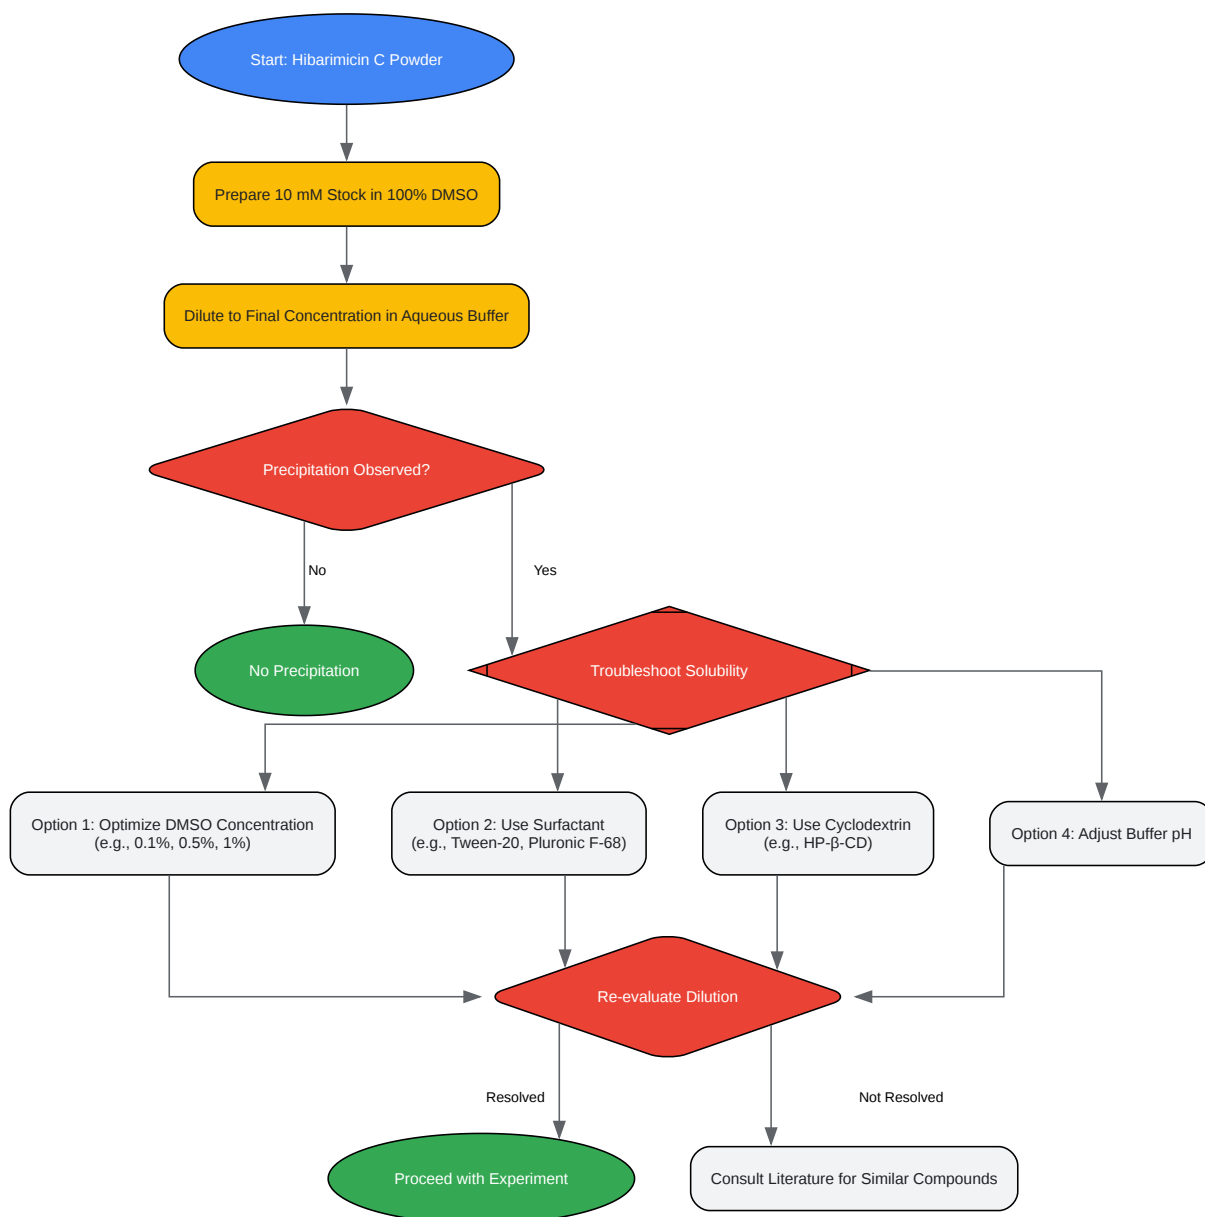 Start: Hibarimicin C Powder
Prepare 10 mM Stock in 100% DMSO
Dilute to Final Concentration in Aqueous Buffer
Precipitation Observed?
No
Yes
No Precipitation
Troubleshoot Solubility
Option 1: Optimize DMSO Concentration
(e.g., 0.1%, 0.5%, 1%)
Option 2: Use Surfactant
(e.g., Tween-20, Pluronic F-68)
Option 3: Use Cyclodextrin
(e.g., HP-β-CD)
Option 4: Adjust Buffer pH
Re-evaluate Dilution
Resolved
Not Resolved
Proceed with Experiment
Consult Literature for Similar Compounds